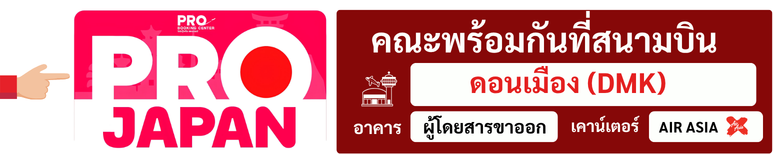 PRO
BOOKING CENTER
PRO
JAPAN
คณะพร้อมกันที่สนามบิน
ดอนเมือง (DMK)
อาคาร ผู้โดยสารขาออก เคาน์เตอร์ AIR ASIA